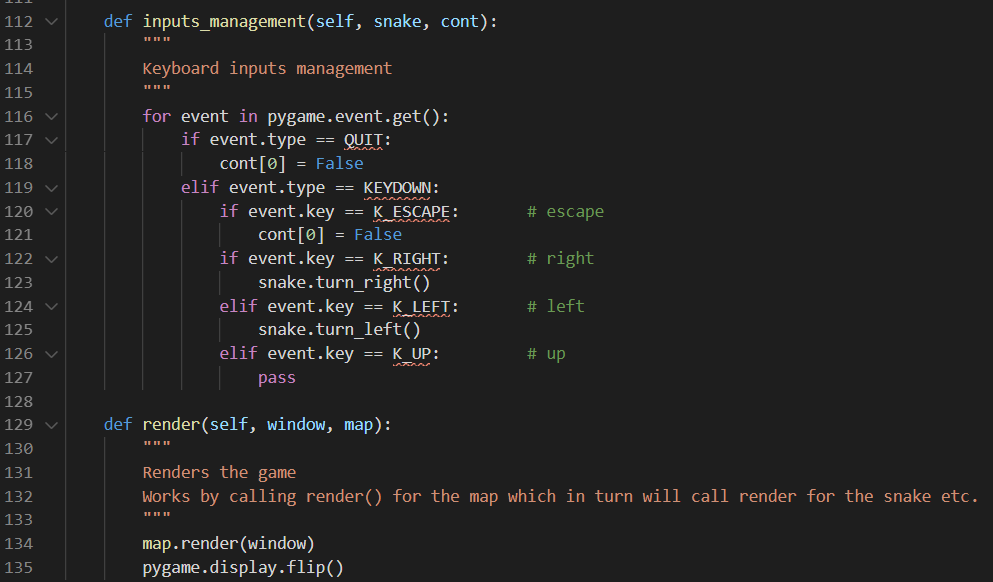 111
112 def inputs_management(self, snake, cont):
113 """
114 Keyboard inputs management
115 """
116 for event in pygame.event.get():
117 if event.type == QUIT:
118 cont[0] = False
119 elif event.type == KEYDOWN:
120 if event.key == K_ESCAPE: # escape
121 cont[0] = False
122 if event.key == K_RIGHT: # right
123 snake.turn_right()
124 elif event.key == K_LEFT: # left
125 snake.turn_left()
126 elif event.key == K_UP: # up
127 pass
128
129 def render(self, window, map):
130 """
131 Renders the game
132 Works by calling render() for the map which in turn will call render for the snake etc.
133 """
134 map.render(window)
135 pygame.display.flip()